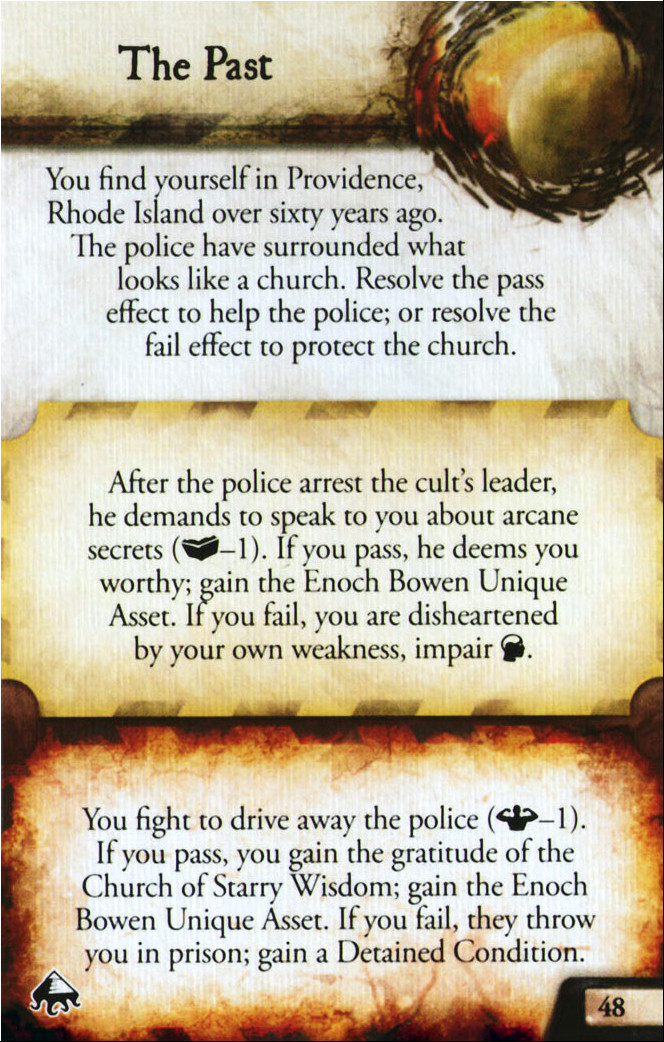 The Past
You find yourself in Providence,
Rhode Island over sixty years ago.
The police have surrounded what
looks like a church. Resolve the pass
effect to help the police; or resolve the
fail effect to protect the church.
After the police arrest the cult's leader,
he demands to speak to you about arcane
secrets (–1). If you pass, he deems you
worthy; gain the Enoch Bowen Unique
Asset. If you fail, you are disheartened
by your own weakness, impair .
You fight to drive away the police (–1).
If you pass, you gain the gratitude of the
Church of Starry Wisdom; gain the Enoch
Bowen Unique Asset. If you fail, they throw
you in prison; gain a Detained Condition.
48